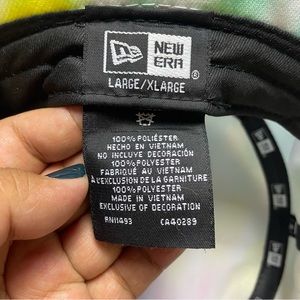 NEW
ERA
®
LARGE/XLARGE
100% POLIÉSTER
HECHO EN VIETNAM
NO INCLUYE DECORACIÓN
100% POLYESTER
FABRIQUÉ AU VIETNAM
A L'EXCLUSION DE LA GARNITURE
100% POLYESTER
MADE IN VIETNAM
EXCLUSIVE OF DECORATION
RN11493 CA40289